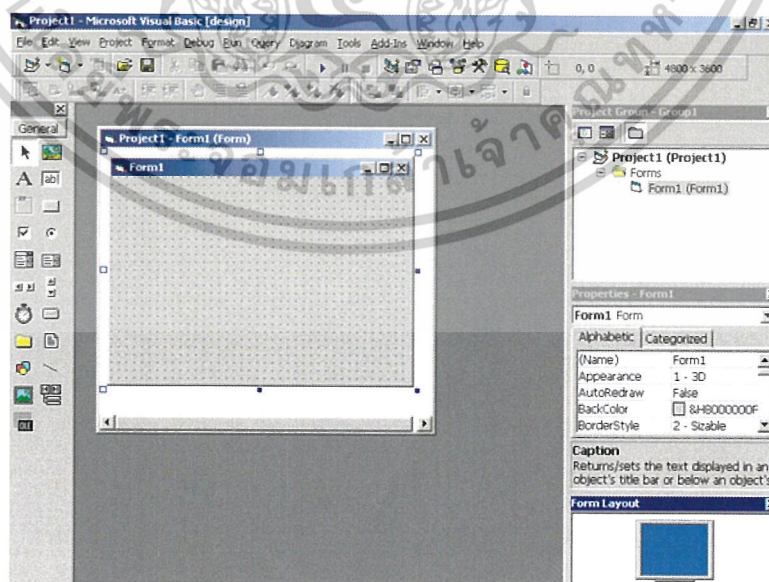 Project1 - Microsoft Visual Basic [design]
File Edit View Project Format Debug Run Query Diagram Tools Add-Ins Window Help
0, 0
4800 x 3600
General
Project1 - Form1 (Form)
Form1
A
ab|
OLE
Project Group - Group1
Project1 (Project1)
Forms
Form1 (Form1)
Properties - Form1
Form1 Form
Alphabetic Categorized
(Name) Form1
Appearance 1 - 3D
AutoRedraw False
BackColor &H8000000F
BorderStyle 2 - Sizable
Caption
Returns/sets the text displayed in an
object's title bar or below an object's
Form Layout